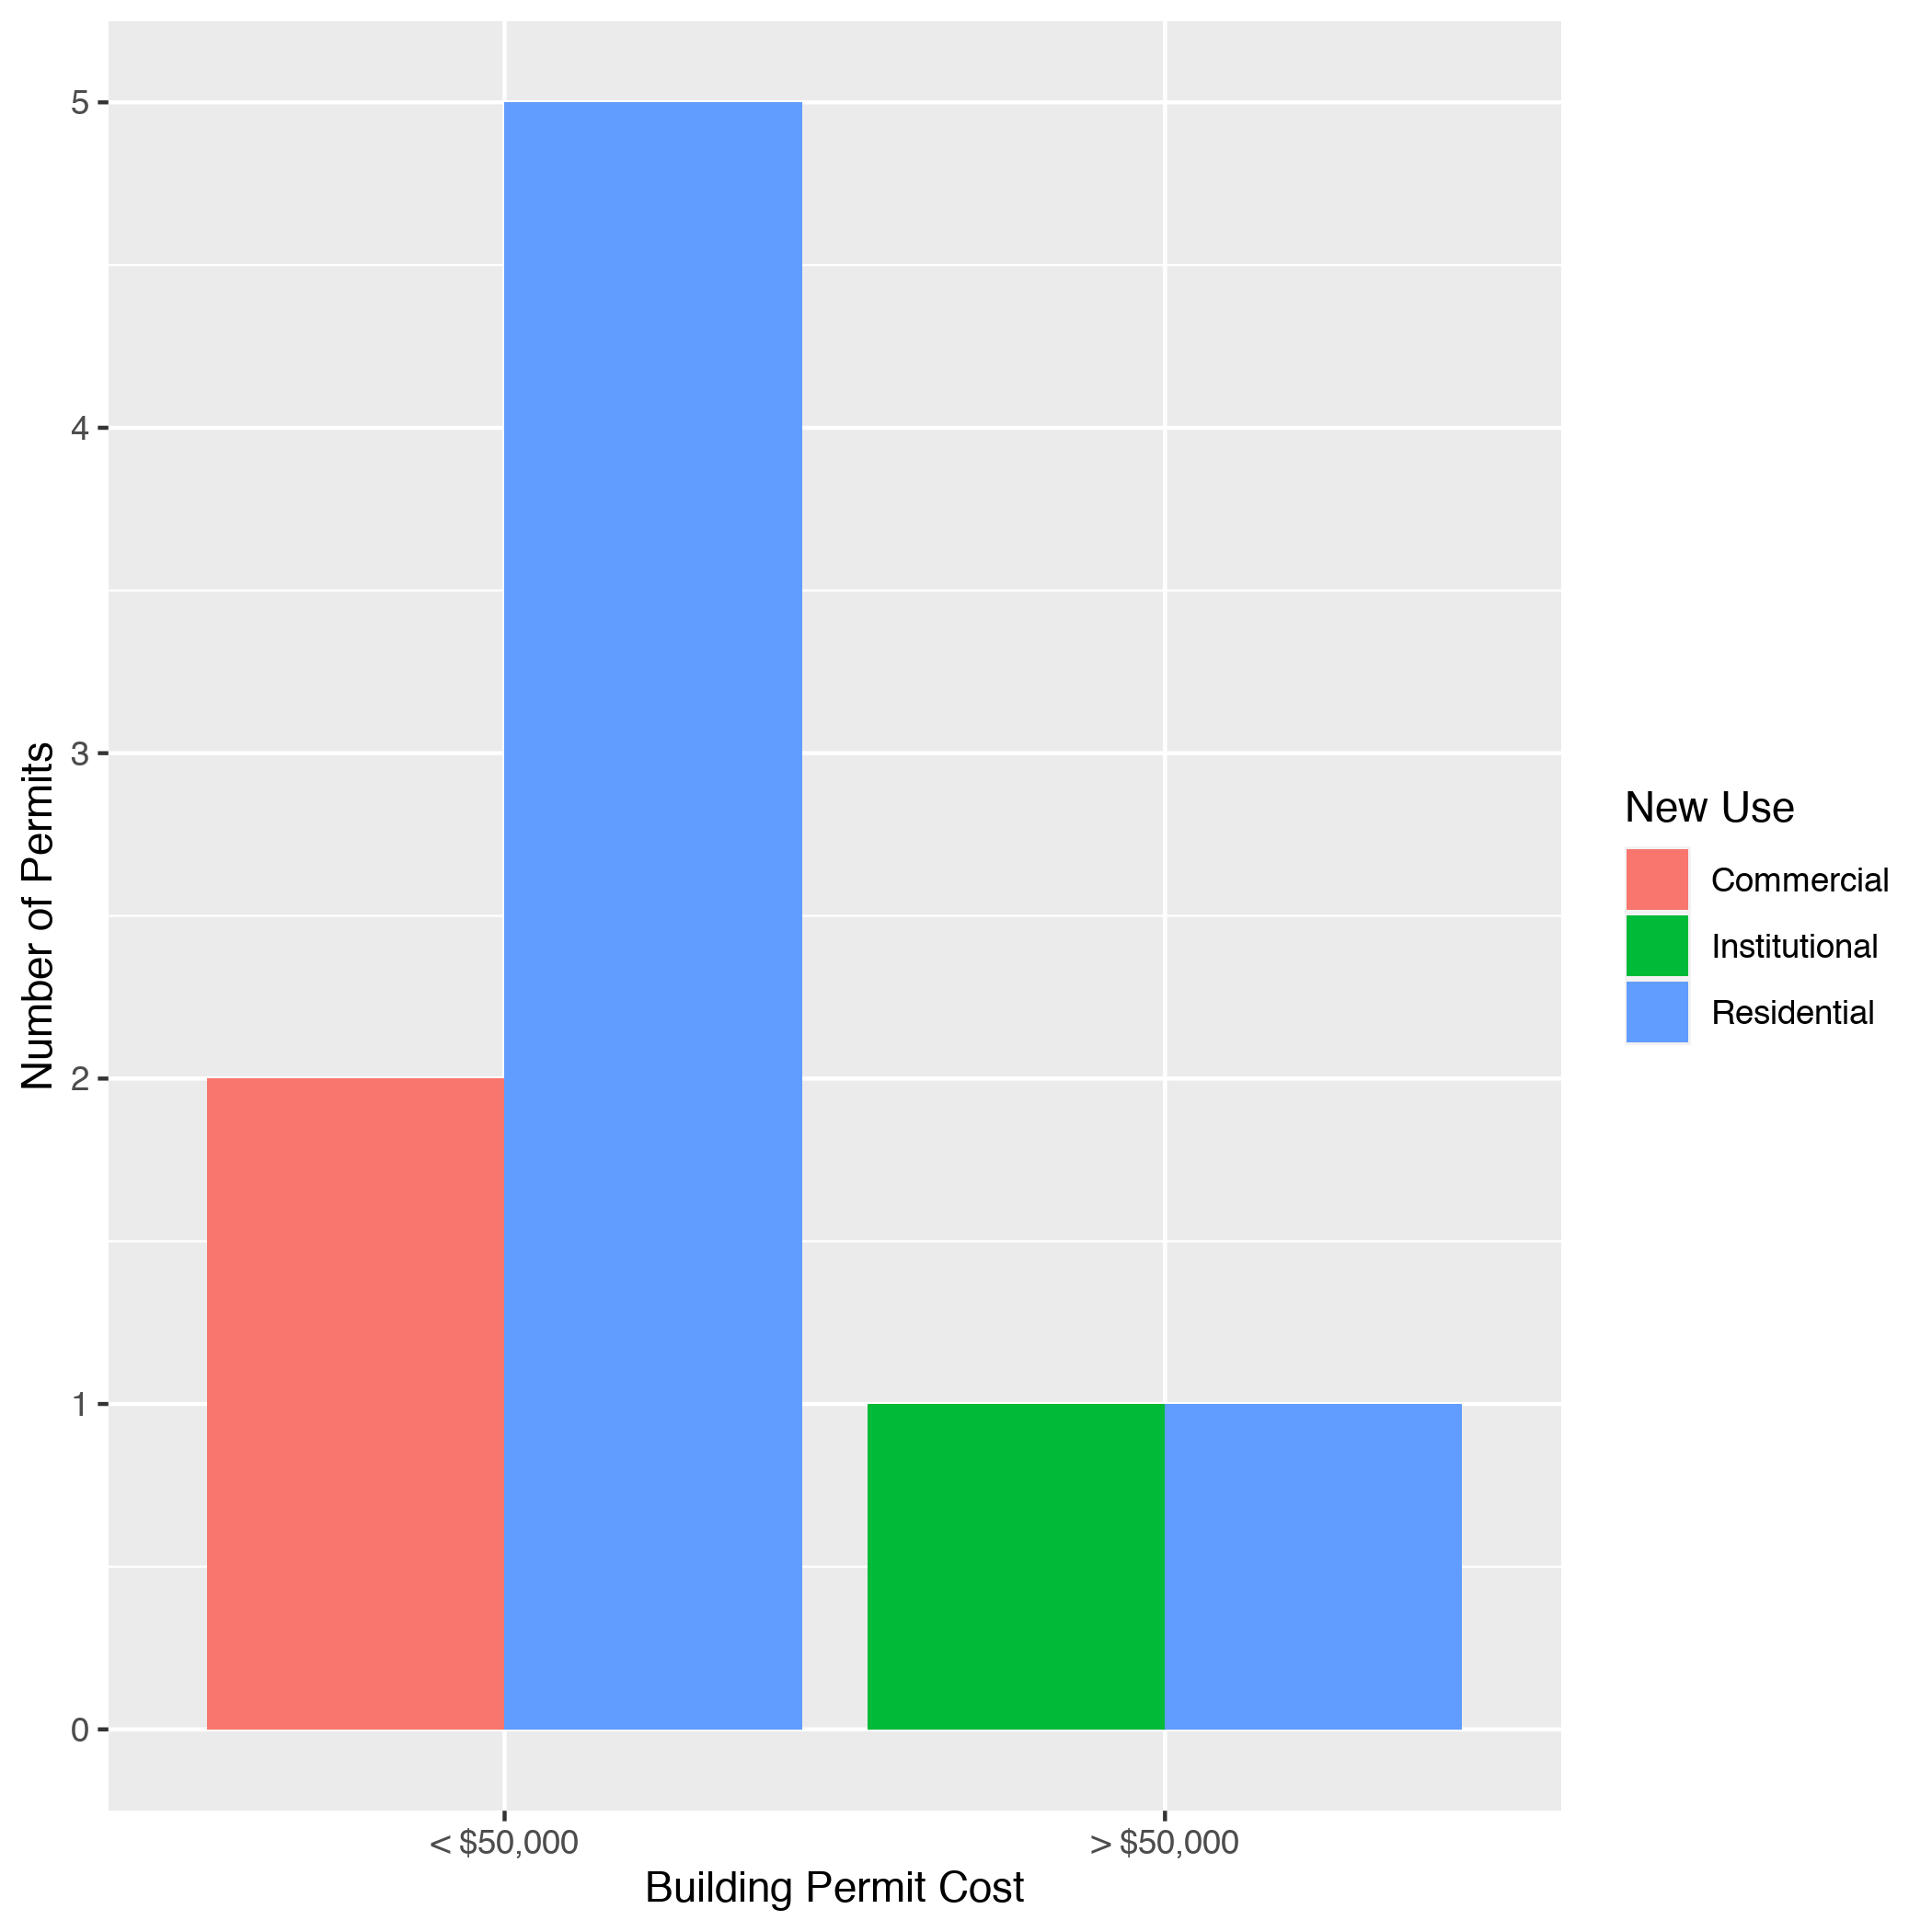 Number of Permits
5
4
3
2
1
0
< $50,000
> $50,000
Building Permit Cost
New Use
Commercial
Institutional
Residential